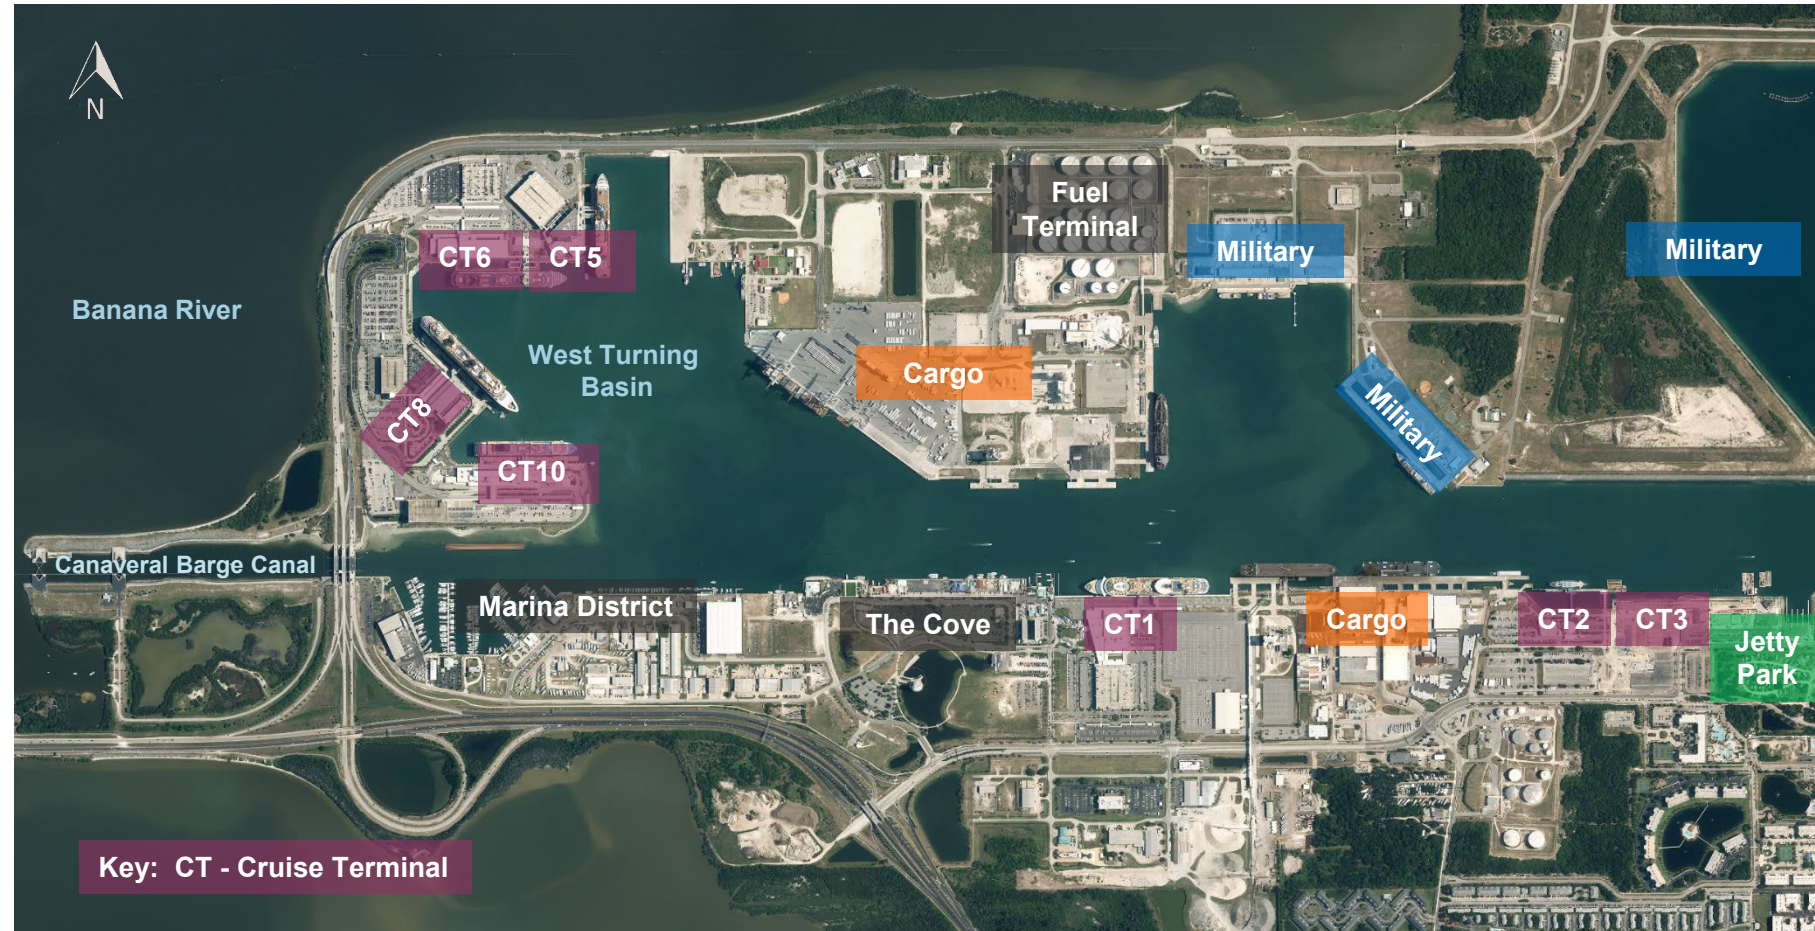 N
Fuel
Terminal
CT6
CT5
Military
Military
Banana River
West Turning
Basin
Cargo
CT8
Military
CT10
Canaveral Barge Canal
Marina District
The Cove
CT1
Cargo
CT2
CT3
Jetty
Park
Key: CT - Cruise Terminal